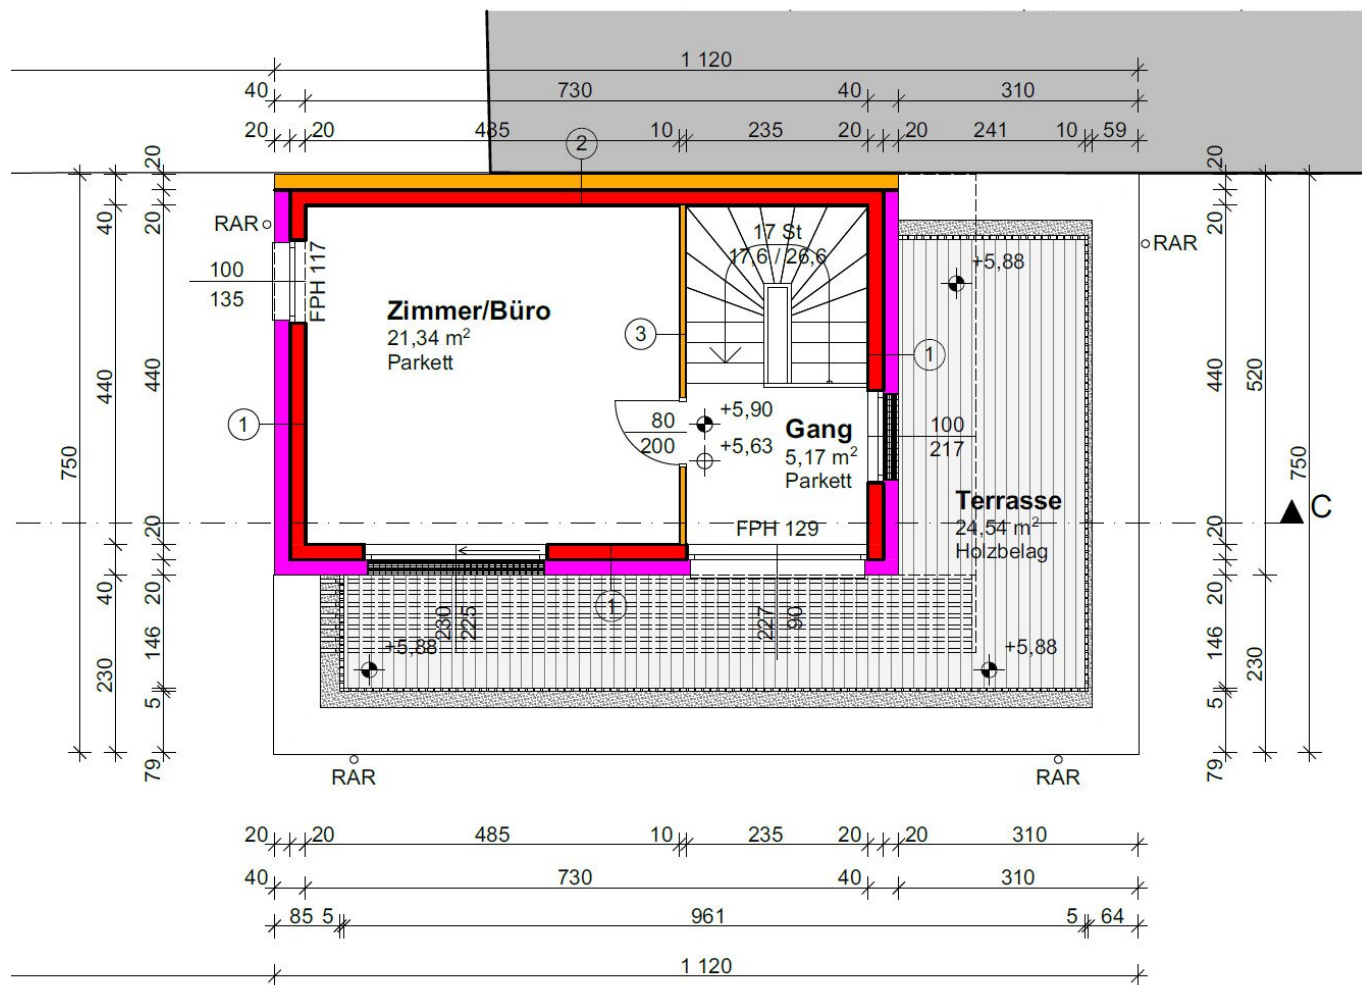 1 120
40 730 40 310
20 20 485 10 235 20 20 241 10 59
2
20 20
40 20 20
RAR
RAR
17 St
17,6 / 26,6
+5,88
100
135
FPH 117
Zimmer/Büro
21,34 m²
Parkett
3
1
440 440
440 520
1
80
200
+5,90
+5,63
Gang
5,17 m²
Parkett
100
217
750
750
Terrasse
24,54 m²
Holzbelag
C
FPH 129
20
20
40 20
20
1
230
225
227
90
146
146
230
230
+5,88
+5,88
5
5
79
79
RAR
RAR
20 20 485 10 235 20 20 310
40 730 40 310
85 5 961 5 64
1 120